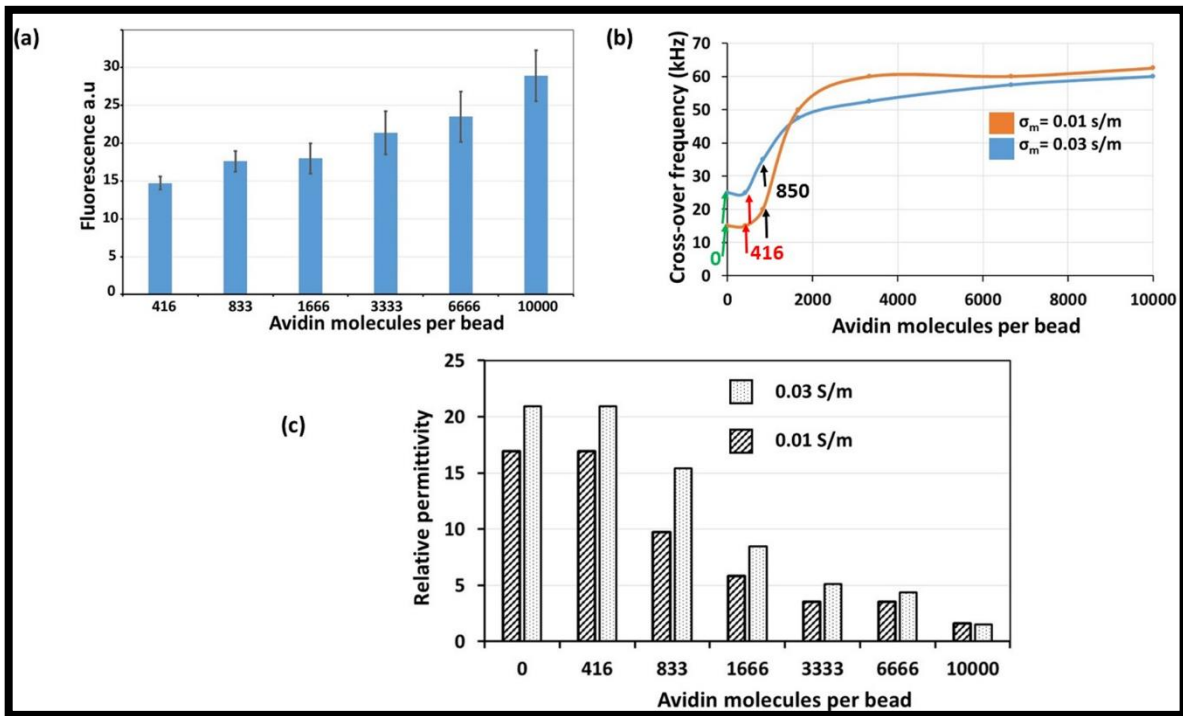 (a)
Fluorescence a.u
30
25
20
15
10
5
0
416 833 1666 3333 6666 10000
Avidin molecules per bead
(b)
Cross-over frequency (kHz)
70
60
50
40
30
20
10
0
σm= 0.01 s/m
σm= 0.03 s/m
850
416
0
0 2000 4000 6000 8000 10000
Avidin molecules per bead
(c)
Relative permittivity
25
20
15
10
5
0
0.03 S/m
0.01 S/m
0 416 833 1666 3333 6666 10000
Avidin molecules per bead